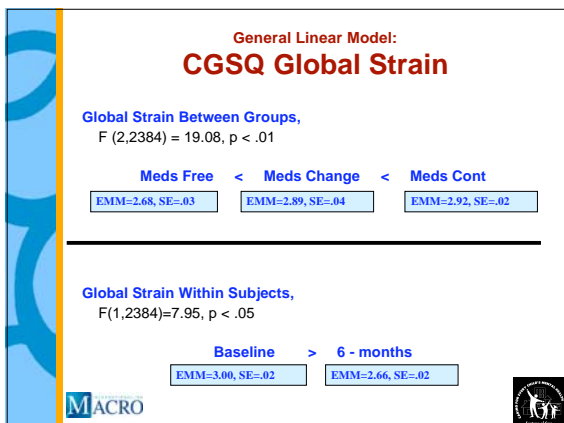 General Linear Model:
CGSQ Global Strain
Global Strain Between Groups,
F (2,2384) = 19.08, p < .01
Meds Free < Meds Change < Meds Cont
EMM=2.68, SE=.03 EMM=2.89, SE=.04 EMM=2.92, SE=.02
Global Strain Within Subjects,
F(1,2384)=7.95, p < .05
Baseline > 6 - months
EMM=3.00, SE=.02 EMM=2.66, SE=.02
MACRO